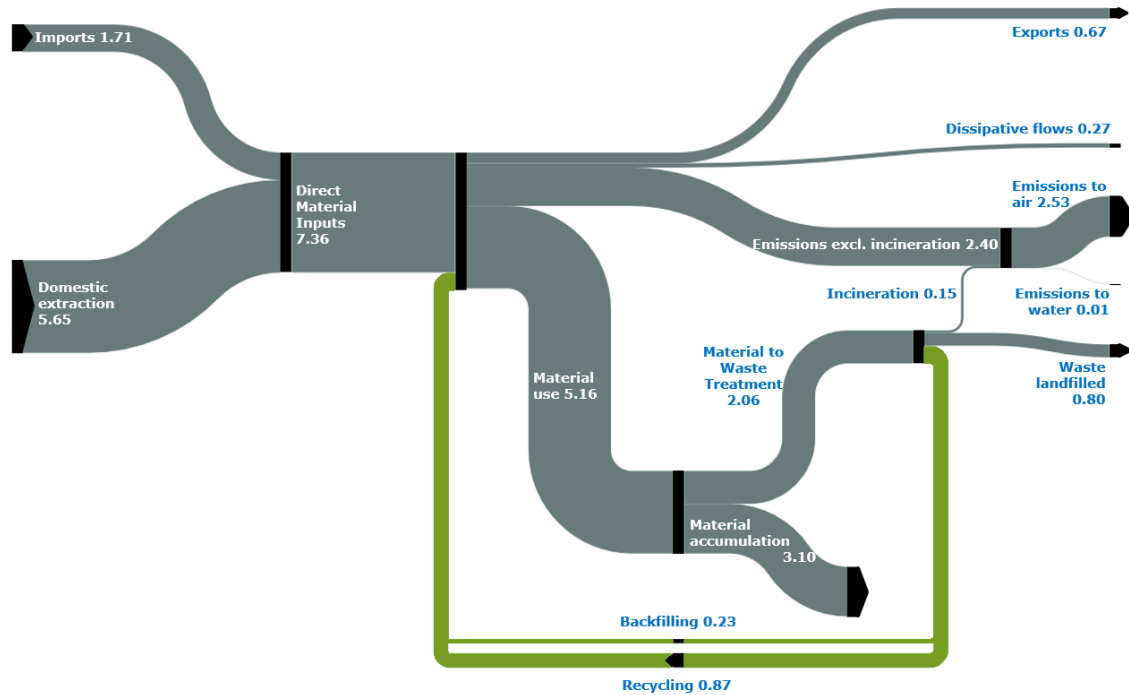 Imports 1.71
Exports 0.67
Dissipative flows 0.27
Direct
Material
Inputs
7.36
Emissions to
air 2.53
Emissions excl. incineration 2.40
Domestic
extraction
5.65
Incineration 0.15
Emissions to
water 0.01
Material
use 5.16
Material to
Waste
Treatment
2.06
Waste
landfilled
0.80
Material
accumulation
3.10
Backfilling 0.23
Recycling 0.87